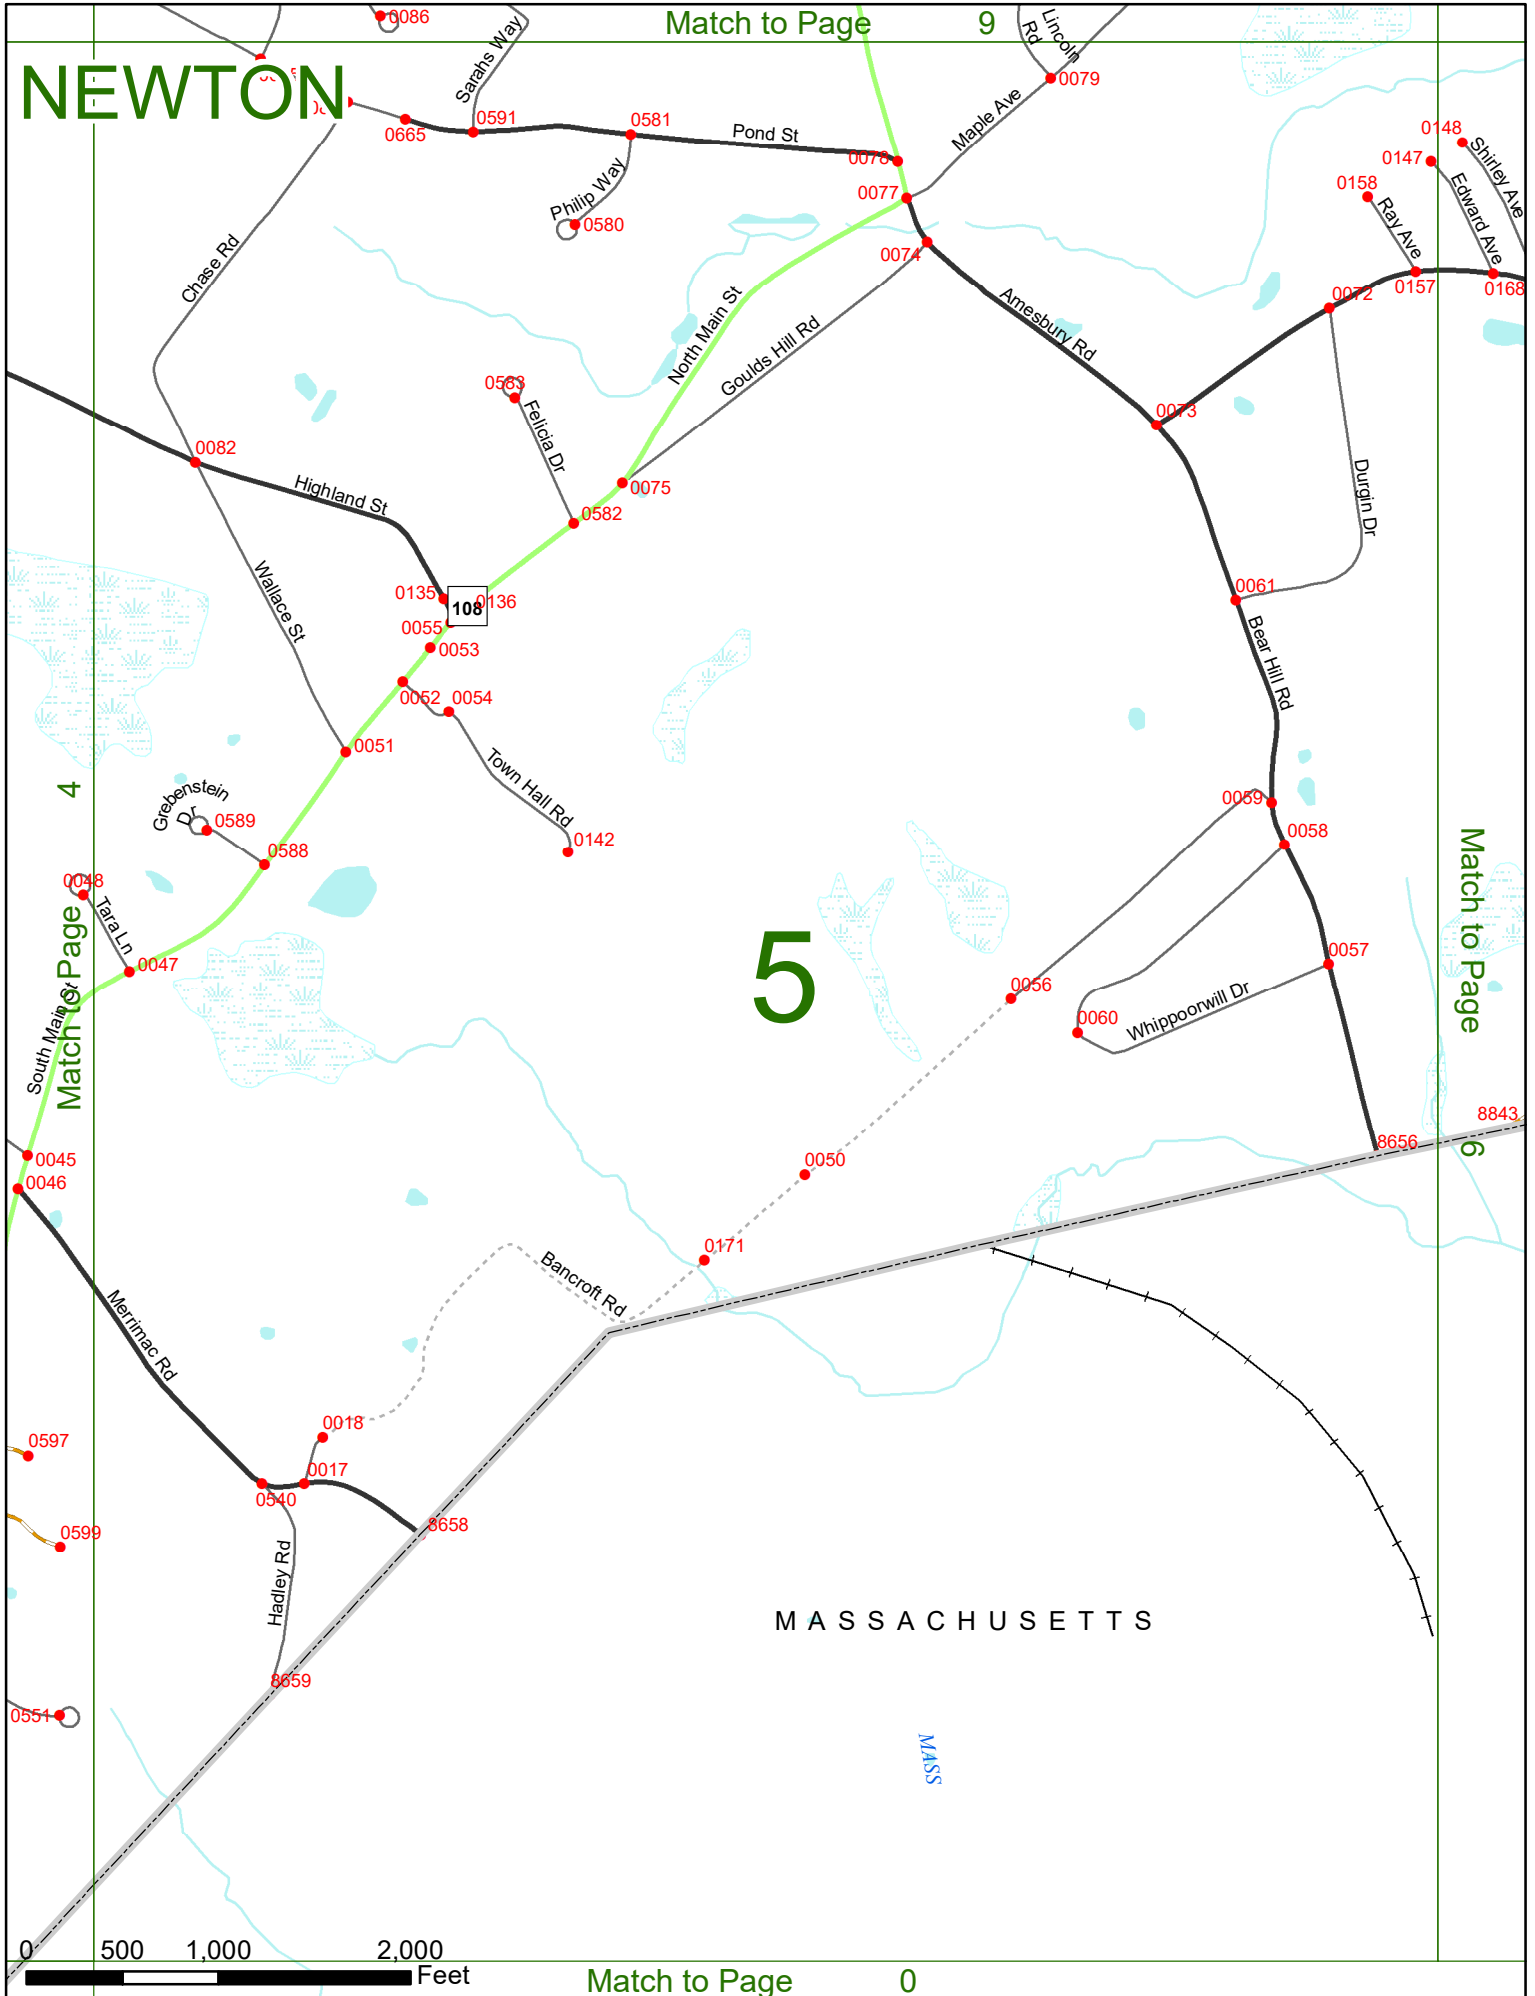 Match to Page 9
NEWTON
0086
Sarahs Way
Lincoln
Rd
0079
Maple Ave
0665
0591
0581
Pond St
0078
0077
0148
0147
0158
Shirley Ave
Edward Ave
Ray Ave
Philip Way
0580
0074
0157
0168
Chase Rd
North Main St
Goulds Hill Rd
Amesbury Rd
0072
0583
Felicia Dr
0073
0082
Highland St
0075
0582
Durgin Dr
Wallace St
0135
108
0136
0055
0053
0061
Bear Hill Rd
0052
0054
0051
Town Hall Rd
4
Grebenstein
Dr
0589
0588
0142
0059
0058
0048
Tara Ln
0047
Match to Page
South Main St
5
0056
0060
Whippoorwill Dr
0057
Match to Page
6
8843
8656
0045
0046
0050
0171
Bancroft Rd
Merrimac Rd
0018
0017
0540
8658
0597
0599
Hadley Rd
8659
0551
MASSACHUSETTS
MASS
0 500 1,000 2,000
Feet
Match to Page 0